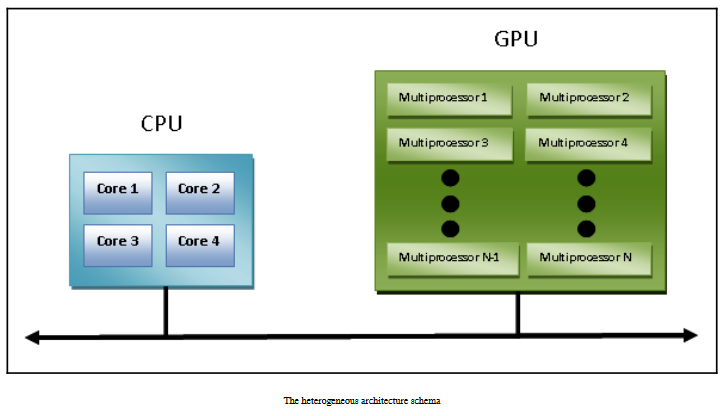 GPU
CPU
Multiprocessor 1
Multiprocessor 2
Multiprocessor 3
Multiprocessor 4
Multiprocessor N-1
Multiprocessor N
Core 1
Core 2
Core 3
Core 4
The heterogeneous architecture schema